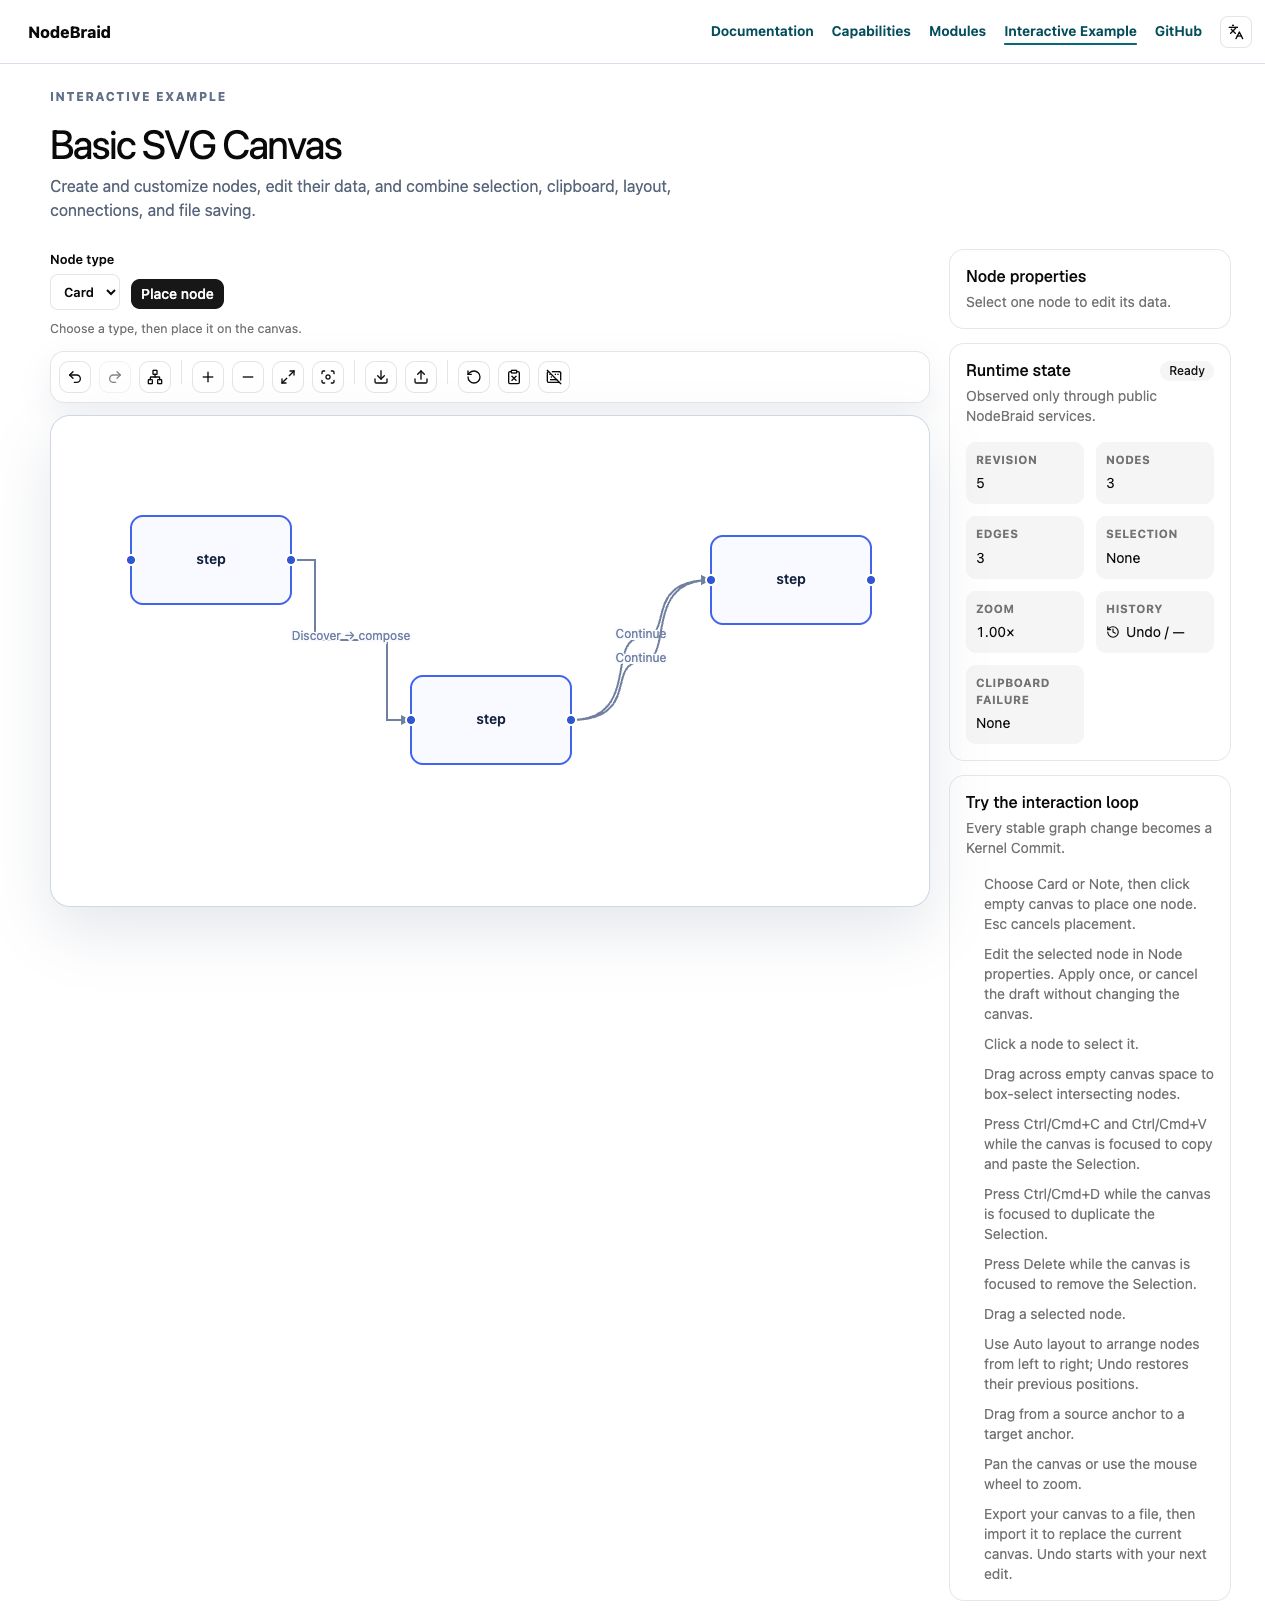 NodeBraid
Documentation
Capabilities
Modules
Interactive Example
GitHub
INTERACTIVE EXAMPLE
Basic SVG Canvas
Create and customize nodes, edit their data, and combine selection, clipboard, layout,
connections, and file saving.
Node type
Card
Place node
Choose a type, then place it on the canvas.
step
Discover → compose
step
Continue
Continue
step
Node properties
Select one node to edit its data.
Runtime state
Ready
Observed only through public
NodeBraid services.
REVISION
5
NODES
3
EDGES
3
SELECTION
None
ZOOM
1.00×
HISTORY
Undo / —
CLIPBOARD
FAILURE
None
Try the interaction loop
Every stable graph change becomes a
Kernel Commit.
Choose Card or Note, then click
empty canvas to place one node.
Esc cancels placement.
Edit the selected node in Node
properties. Apply once, or cancel
the draft without changing the
canvas.
Click a node to select it.
Drag across empty canvas space to
box-select intersecting nodes.
Press Ctrl/Cmd+C and Ctrl/Cmd+V
while the canvas is focused to copy
and paste the Selection.
Press Ctrl/Cmd+D while the canvas
is focused to duplicate the
Selection.
Press Delete while the canvas is
focused to remove the Selection.
Drag a selected node.
Use Auto layout to arrange nodes
from left to right; Undo restores
their previous positions.
Drag from a source anchor to a
target anchor.
Pan the canvas or use the mouse
wheel to zoom.
Export your canvas to a file, then
import it to replace the current
canvas. Undo starts with your next
edit.